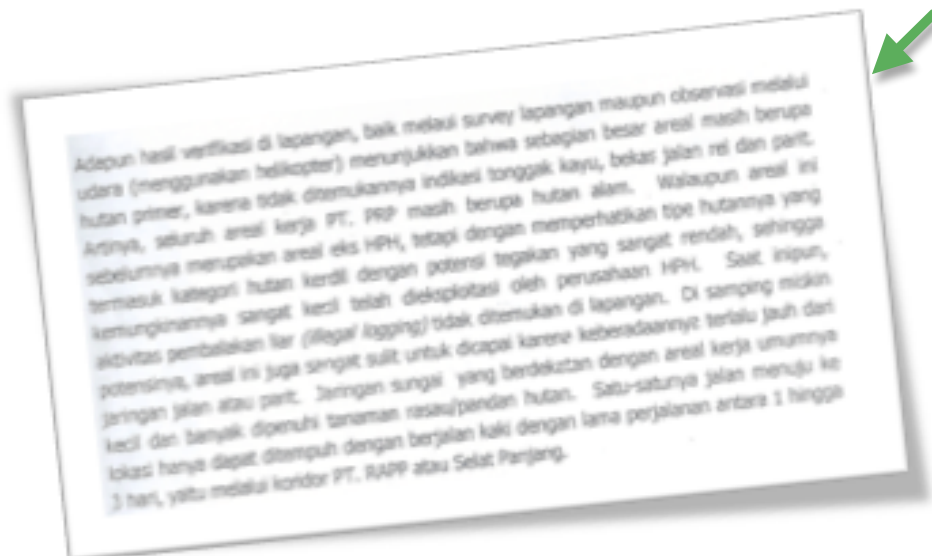 Adapun hasil verifikasi di lapangan, baik melaui survey lapangan maupun observasi melalui
udara (menggunakan helikopter) menunjukkan bahwa sebagian besar areal masih berupa
hutan primer, karena tidak ditemukannya indikasi tonggak kayu, bekas jalan rel dan parit.
Artinya, seluruh areal kerja PT. PRP masih berupa hutan alam. Walaupun areal ini
sebelumnya merupakan areal eks HPH, tetapi dengan memperhatikan tipe hutannya yang
termasuk kategori hutan kerdil dengan potensi tegakan yang sangat rendah, sehingga
kemungkinannya sangat kecil telah dieksploitasi oleh perusahaan HPH. Saat inipun,
aktivitas pembalakan liar (illegal logging) tidak ditemukan di lapangan. Di samping miskin
potensinya, areal ini juga sangat sulit untuk dicapai karena keberadaannya terlalu jauh dari
jaringan jalan atau parit. Jaringan sungai yang berdekatan dengan areal kerja umumnya
kecil dan banyak dipenuhi tanaman rasau/pandan hutan. Satu-satunya jalan menuju ke
lokasi hanya dapat ditempuh dengan berjalan kaki dengan lama perjalanan antara 1 hingga
3 hari, yaitu melalui koridor PT. RAPP atau Selat Panjang.